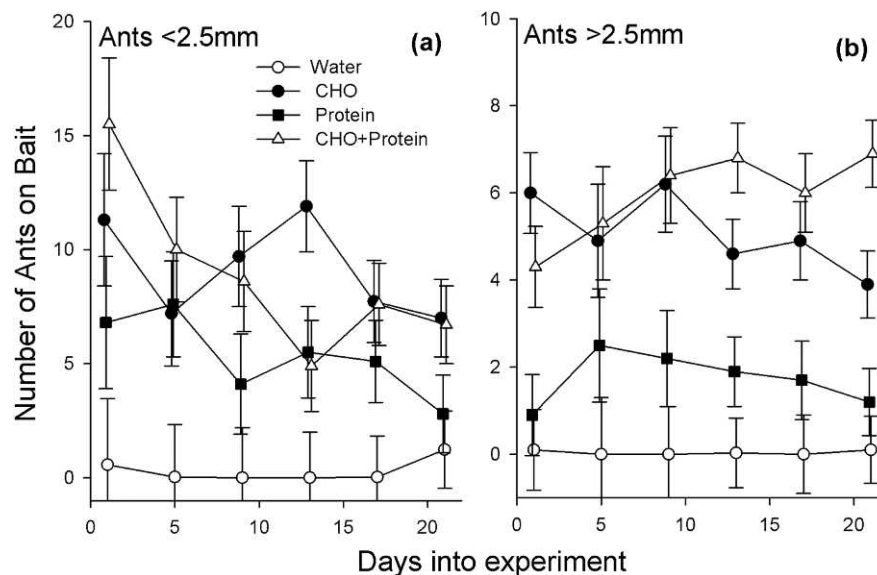 Ants <2.5mm
(a)
Water
CHO
Protein
CHO+Protein
20
15
10
5
0
0 5 10 15 20
Ants >2.5mm
(b)
10
8
6
4
2
0
0 5 10 15 20
Number of Ants on Bait
Days into experiment